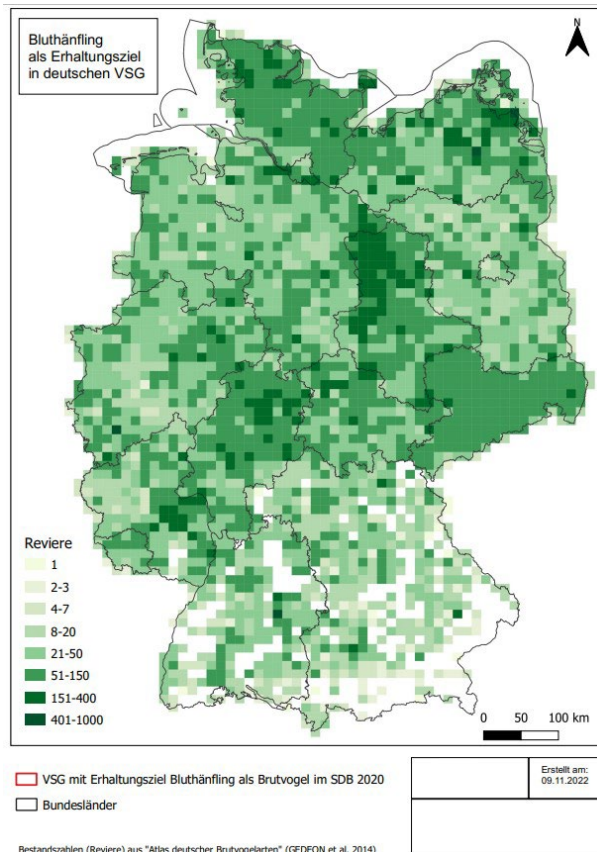 Bluthänfling
als Erhaltungsziel
in deutschen VSG
N
Reviere
1
2-3
4-7
8-20
21-50
51-150
151-400
401-1000
0 50 100 km
VSG mit Erhaltungsziel Bluthänfling als Brutvogel im SDB 2020
Bundesländer
Erstellt am:
09.11.2022
Bestandszahlen (Reviere) aus "Atlas deutscher Brutvogelarten" (GEDEON et al. 2014)